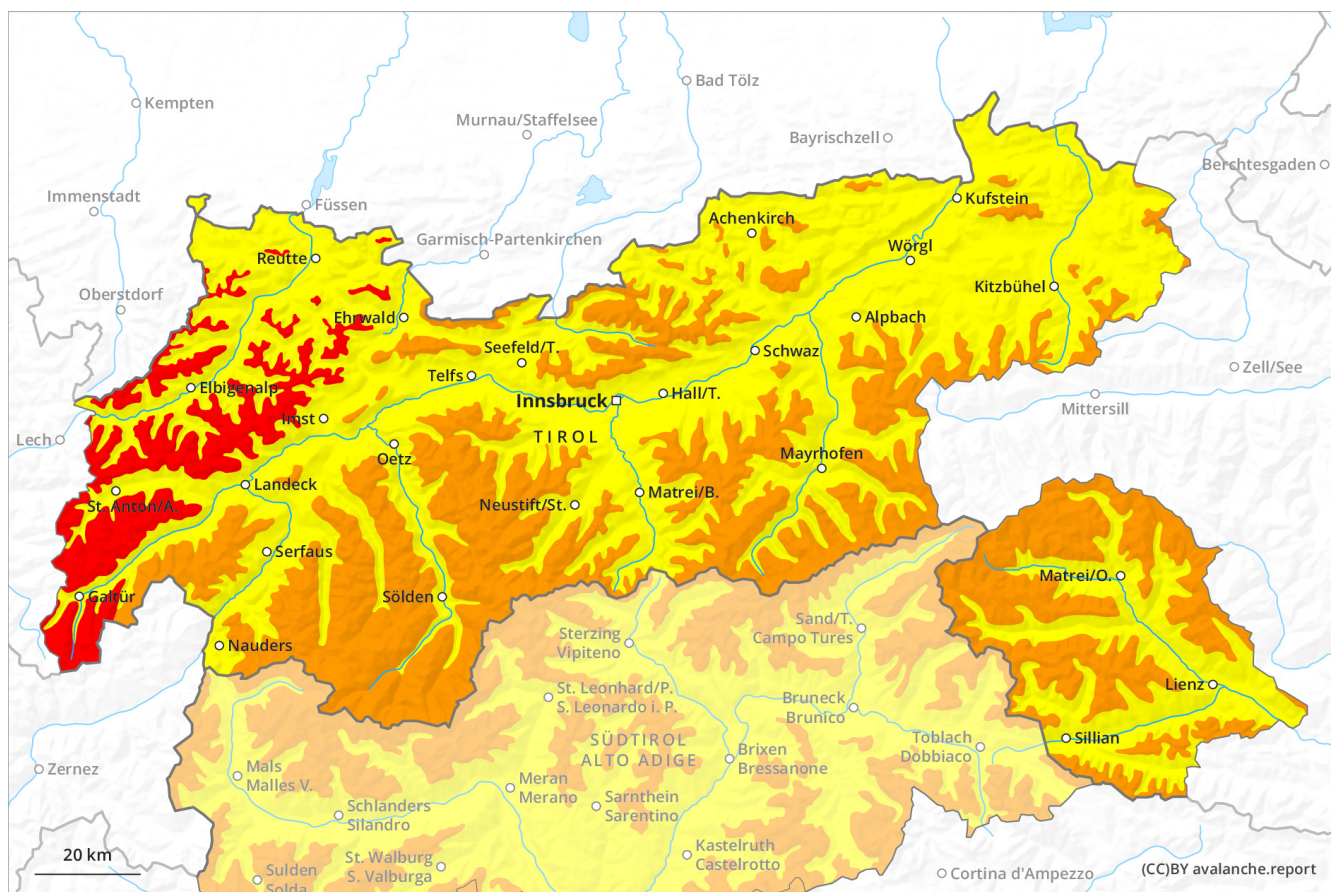 Kempten
Bad Tölz
Murnau/Staffelsee
Bayrischzell
Berchtesgaden
Immenstadt
Füssen
Kufstein
Achenkirch
Garmisch-Partenkirchen
Wörgl
Reutte
Oberstdorf
Kitzbühel
Ehrwald
Alpbach
Seefeld/T.
Schwaz
Zell/See
Telfs
Elbigenalp
Innsbruck
Hall/T.
Mittersill
Imst
Lech
TIROL
Oetz
Mayrhofen
Landeck
St. Anton/A.
Neustift/St.
Matrei/B.
Serfaus
Matrei/O.
Galtür
Sölden
Sand/T.
Campo Tures
Sterzing
Vipiteno
Nauders
Lienz
St. Leonhard/P.
S. Leonardo i. P.
Bruneck
Brunico
Sillian
SÜDTIROL
ALTO ADIGE
Toblach
Dobbiaco
Brixen
Bressanone
Zernez
Mals
Malles V.
Meran
Merano
Schlanders
Silandro
Sarnthein
Sarentino
20 km
St. Walburg
S. Valburga
Kastelruth
Castelrotto
Sulden
Solda
Cortina d'Ampezzo
(CC)BY avalanche.report